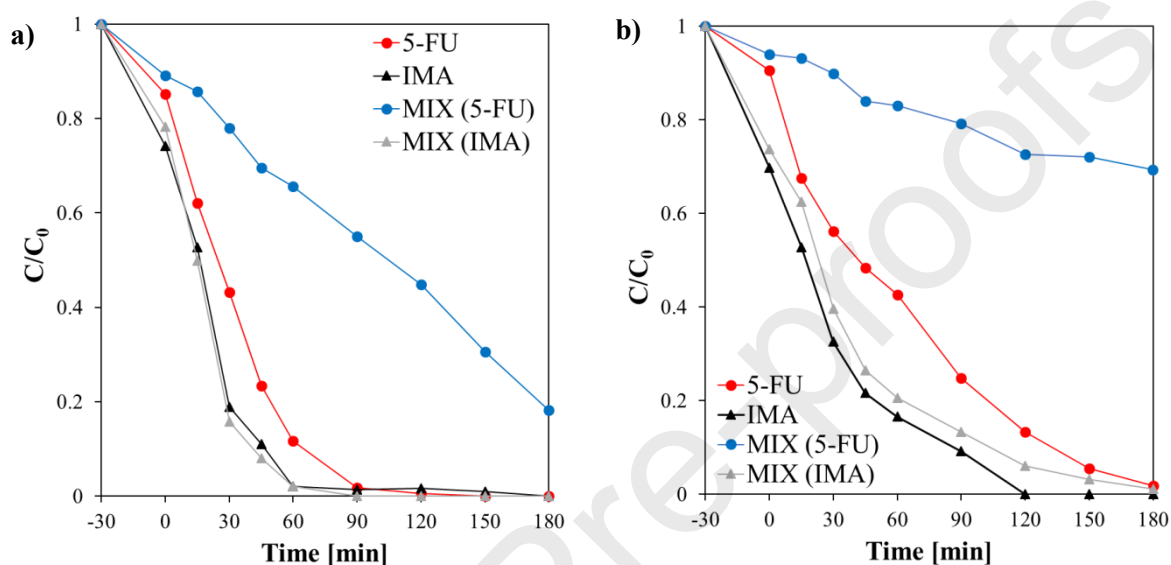 a)
1
0.8
0.6
0.4
0.2
0
C/C0
5-FU
IMA
MIX (5-FU)
MIX (IMA)
-30 0 30 60 90 120 150 180
Time [min]
b)
1
0.8
0.6
0.4
0.2
0
C/C0
5-FU
IMA
MIX (5-FU)
MIX (IMA)
-30 0 30 60 90 120 150 180
Time [min]
Pre-proofs